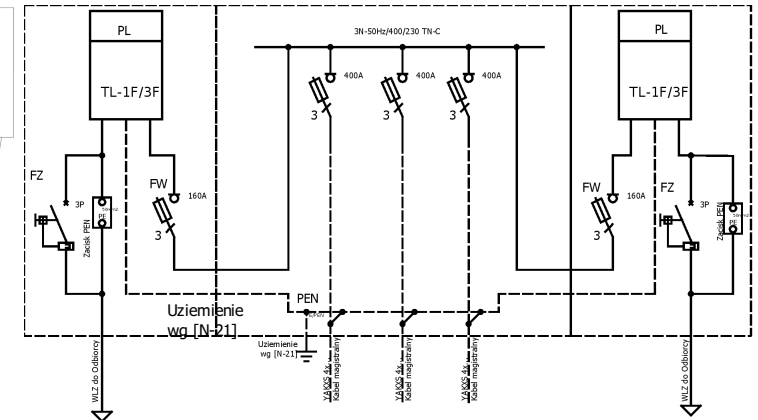 PL
TL-1F/3F
FZ
3P
Zacisk PEN
FW
160A
3
3N-50Hz/400/230 TN-C
400A
3
400A
3
400A
3
PL
TL-1F/3F
FW
160A
3
FZ
3P
Zacisk PEN
Uziemienie
wg [N-21]
PEN
Uziemienie
wg [N-21]
WLZ do Odbiorcy
YAKXS 4x
Kabel magistralny
YAKXS 4x
Kabel magistralny
YAKXS 4x
Kabel magistralny
WLZ do Odbiorcy